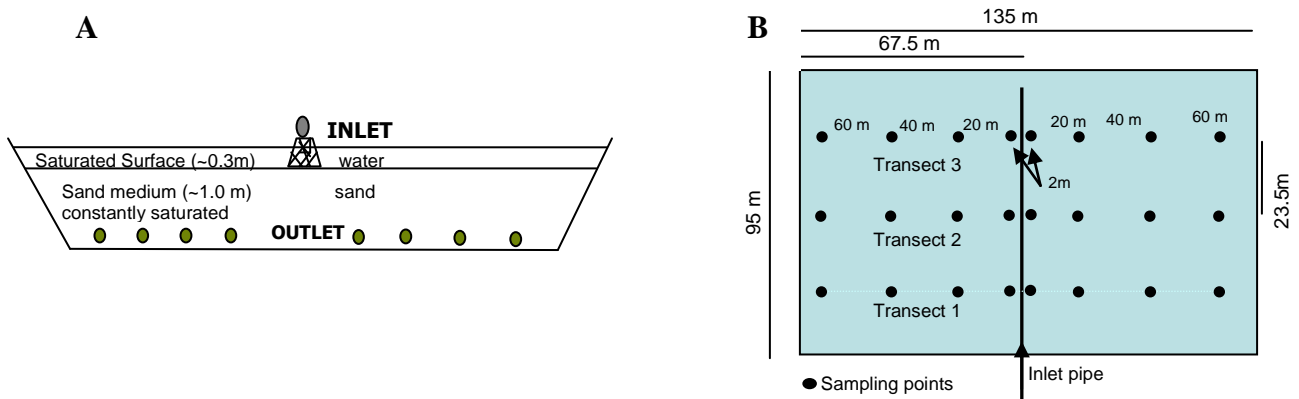 A
INLET
Saturated Surface (~0.3m) water
Sand medium (~1.0 m) sand
constantly saturated
OUTLET
B
135 m
67.5 m
60 m 40 m 20 m 20 m 40 m 60 m
Transect 3
2m
95 m
23.5m
Transect 2
Transect 1
Inlet pipe
Sampling points